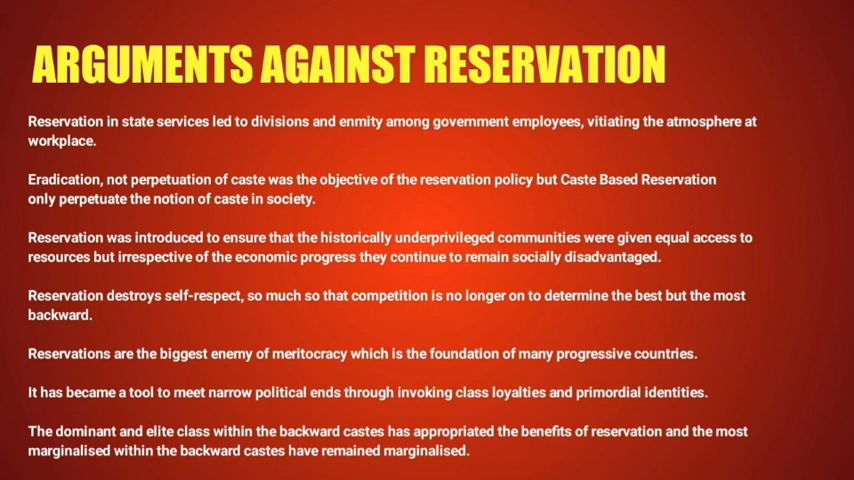 ARGUMENTS AGAINST RESERVATION
Reservation in state services led to divisions and enmity among government employees, vitiating the atmosphere at
workplace.
Eradication, not perpetuation of caste was the objective of the reservation policy but Caste Based Reservation
only perpetuate the notion of caste in society.
Reservation was introduced to ensure that the historically underprivileged communities were given equal access to
resources but irrespective of the economic progress they continue to remain socially disadvantaged.
Reservation destroys self-respect, so much so that competition is no longer on to determine the best but the most
backward.
Reservations are the biggest enemy of meritocracy which is the foundation of many progressive countries.
It has became a tool to meet narrow political ends through invoking class loyalties and primordial identities.
The dominant and elite class within the backward castes has appropriated the benefits of reservation and the most
marginalised within the backward castes have remained marginalised.